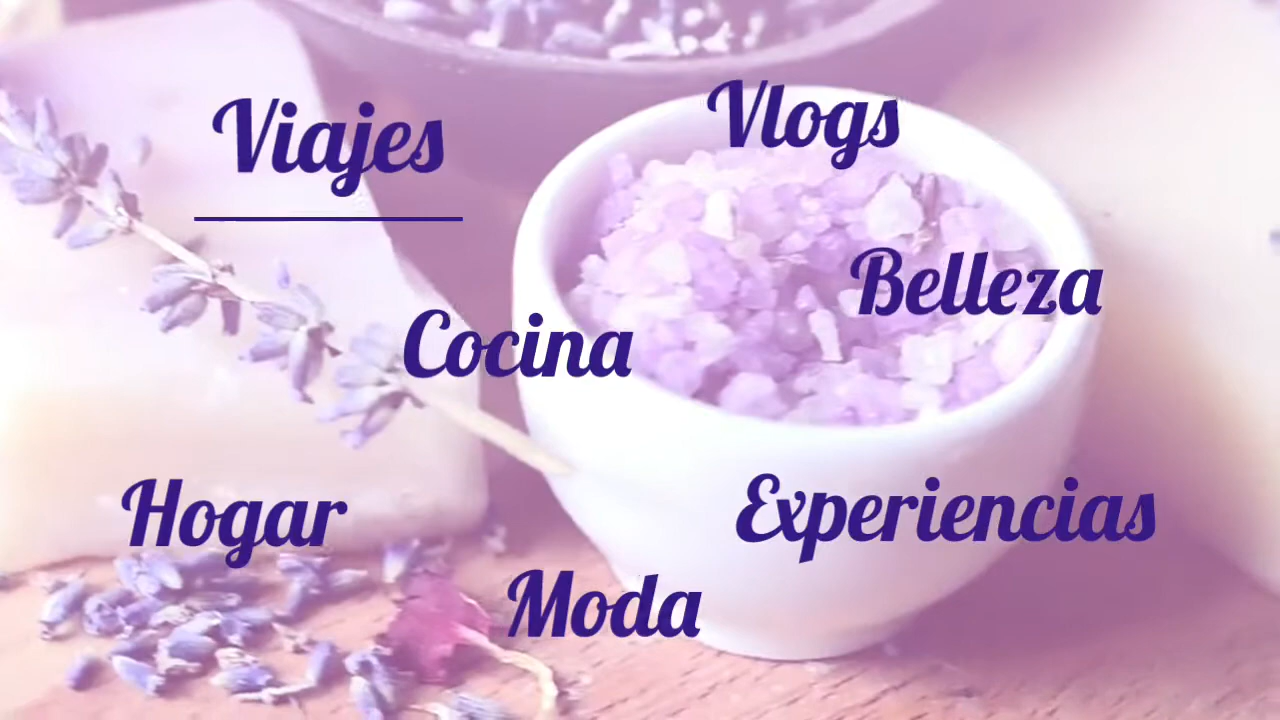 Viajes
Vlogs
Belleza
Cocina
Hogar
Experiencias
Moda